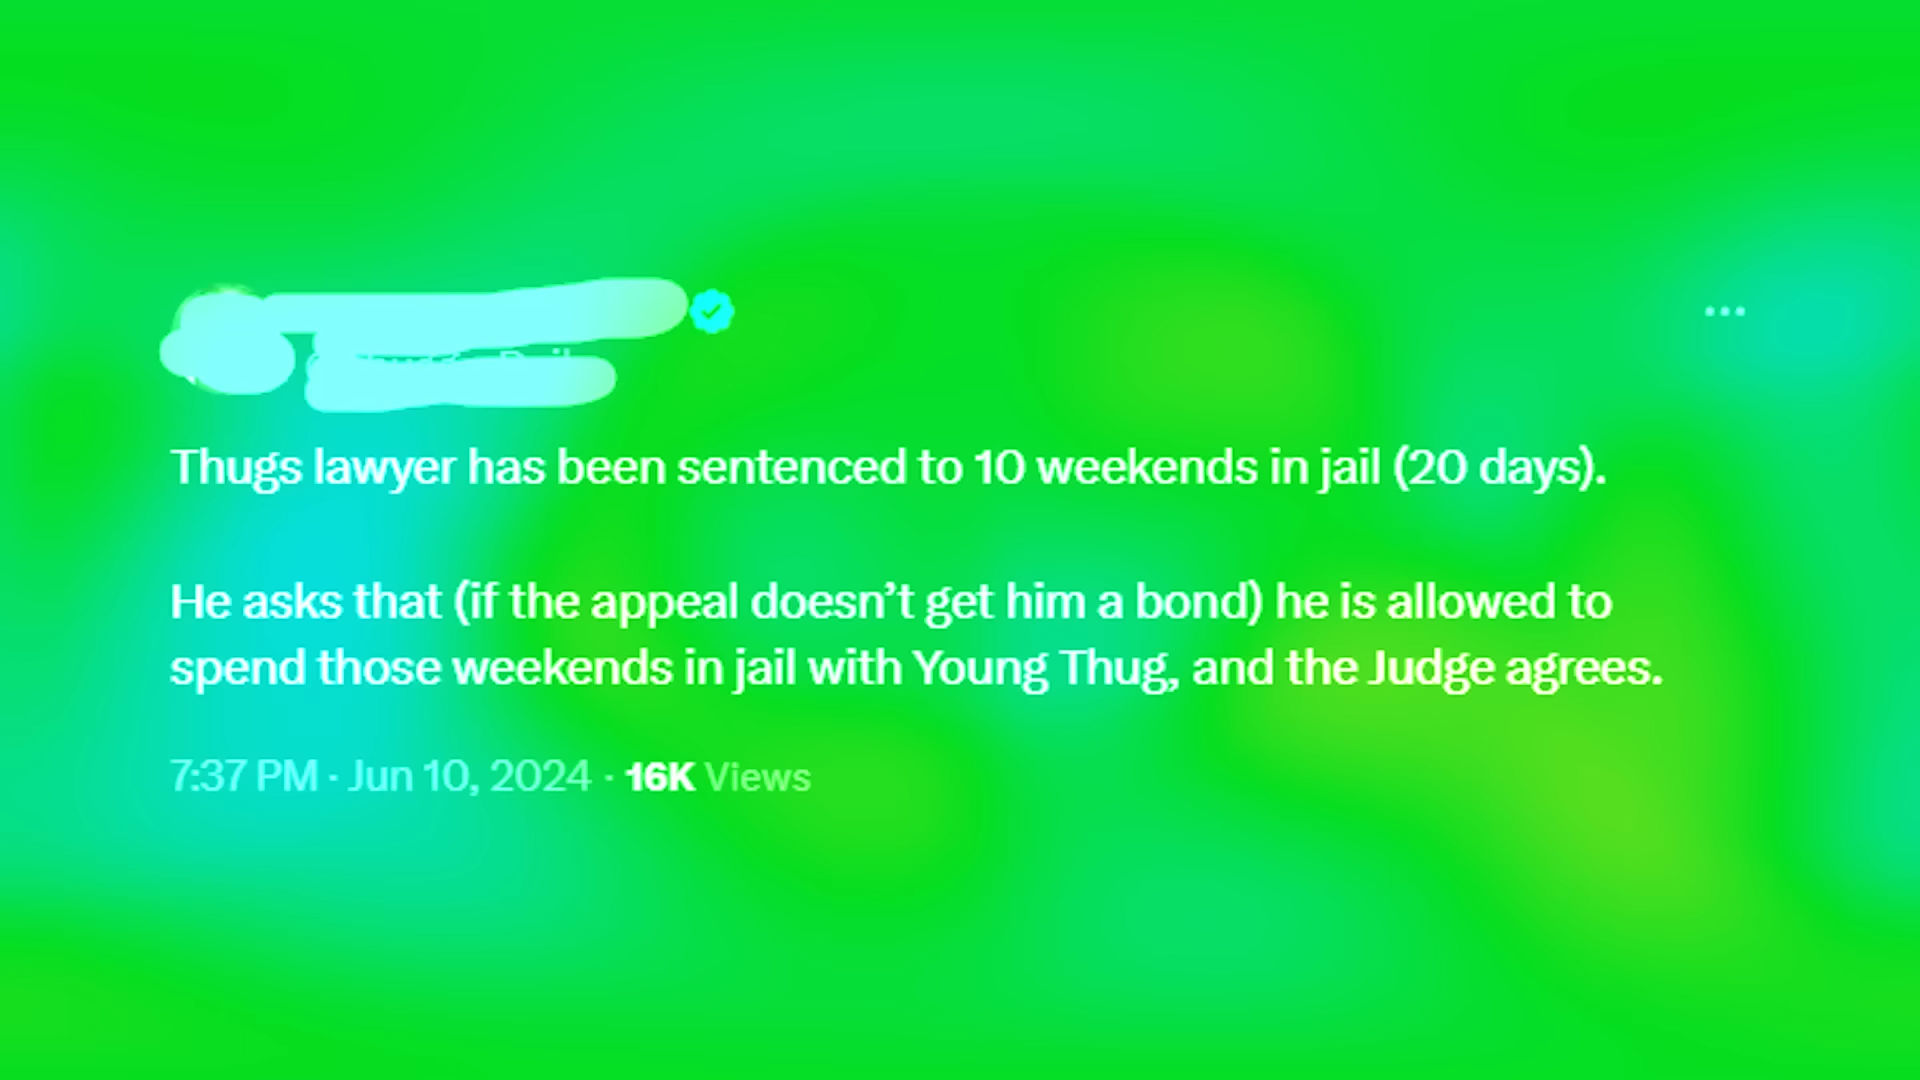 Thugs lawyer has been sentenced to 10 weekends in jail (20 days).
He asks that (if the appeal doesn’t get him a bond) he is allowed to
spend those weekends in jail with Young Thug, and the Judge agrees.
7:37 PM · Jun 10, 2024 · 16K Views